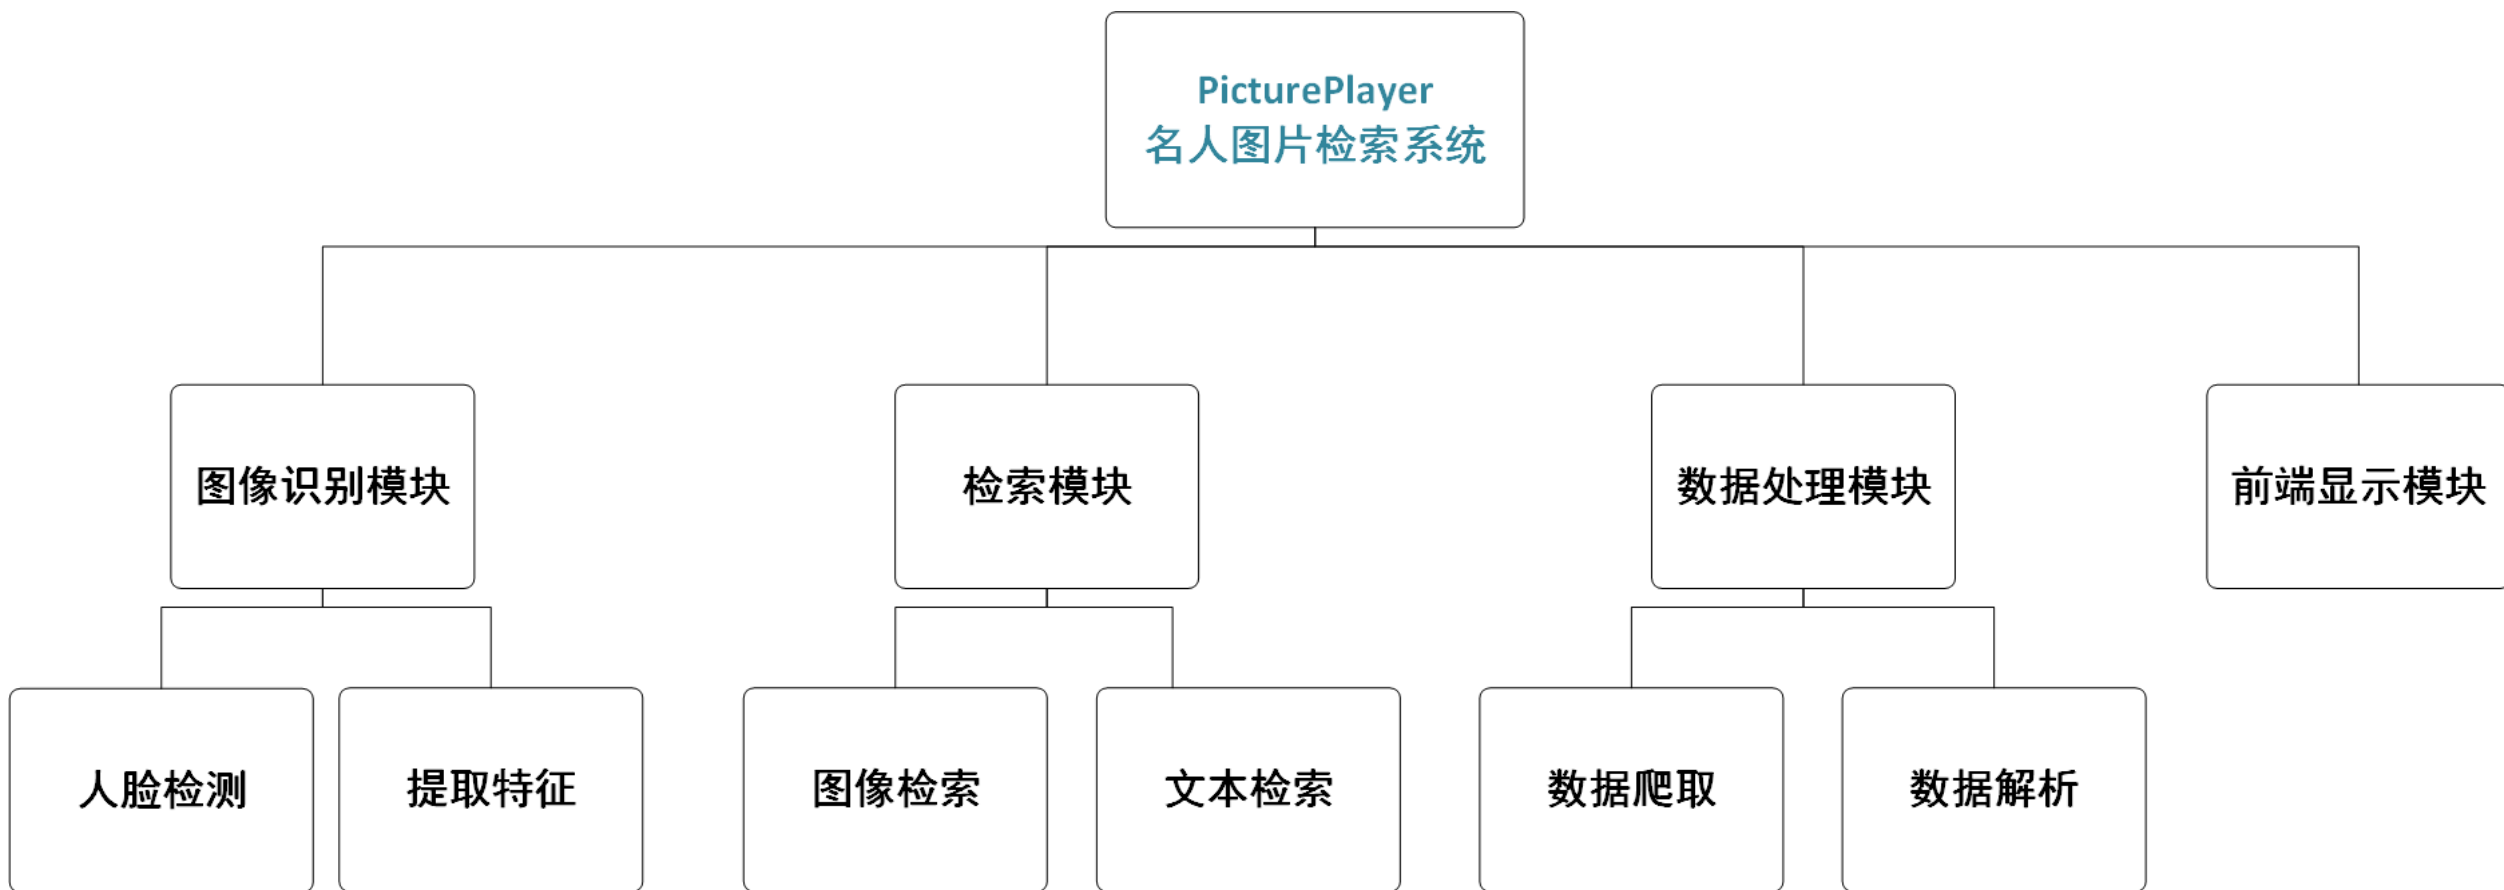 PicturePlayer
名人图片检索系统
图像识别模块
检索模块
数据处理模块
前端显示模块
人脸检测
提取特征
图像检索
文本检索
数据爬取
数据解析